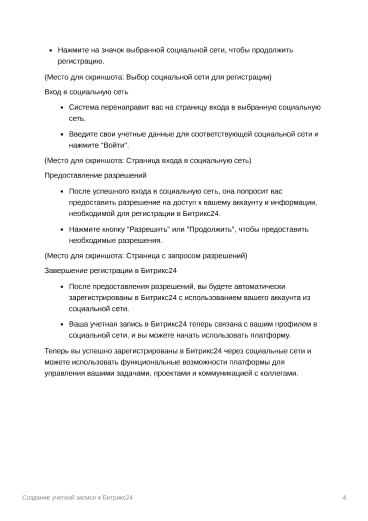 • Нажмите на значок выбранной социальной сети, чтобы продолжить
регистрацию.
(Место для скриншота: Выбор социальной сети для регистрации)
Вход в социальную сеть
• Система перенаправит вас на страницу входа в выбранную социальную
сеть.
• Введите свои учетные данные для соответствующей социальной сети и
нажмите "Войти".
(Место для скриншота: Страница входа в социальную сеть)
Предоставление разрешений
• После успешного входа в социальную сеть, она попросит вас
предоставить разрешение на доступ к вашему аккаунту и информации,
необходимой для регистрации в Битрикс24.
• Нажмите кнопку "Разрешить" или "Продолжить", чтобы предоставить
необходимые разрешения.
(Место для скриншота: Страница с запросом разрешений)
Завершение регистрации в Битрикс24
• После предоставления разрешений, вы будете автоматически
зарегистрированы в Битрикс24 с использованием вашего аккаунта из
социальной сети.
• Ваша учетная запись в Битрикс24 теперь связана с вашим профилем в
социальной сети, и вы можете начать использовать платформу.
Теперь вы успешно зарегистрированы в Битрикс24 через социальные сети и
можете использовать функциональные возможности платформы для
управления вашими задачами, проектами и коммуникацией с коллегами.
Создание учетной записи в Битрикс24 4